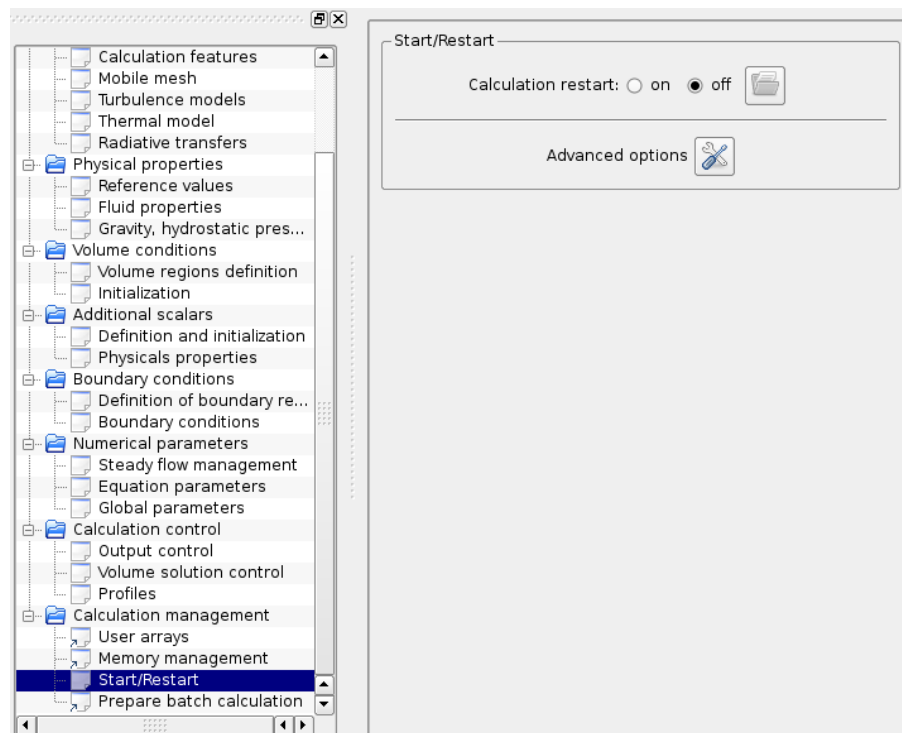 Calculation features
Mobile mesh
Turbulence models
Thermal model
Radiative transfers
Physical properties
Reference values
Fluid properties
Gravity, hydrostatic pres...
Volume conditions
Volume regions definition
Initialization
Additional scalars
Definition and initialization
Physicals properties
Boundary conditions
Definition of boundary re...
Boundary conditions
Numerical parameters
Steady flow management
Equation parameters
Global parameters
Calculation control
Output control
Volume solution control
Profiles
Calculation management
User arrays
Memory management
Start/Restart
Prepare batch calculation
Start/Restart
Calculation restart: on off
Advanced options